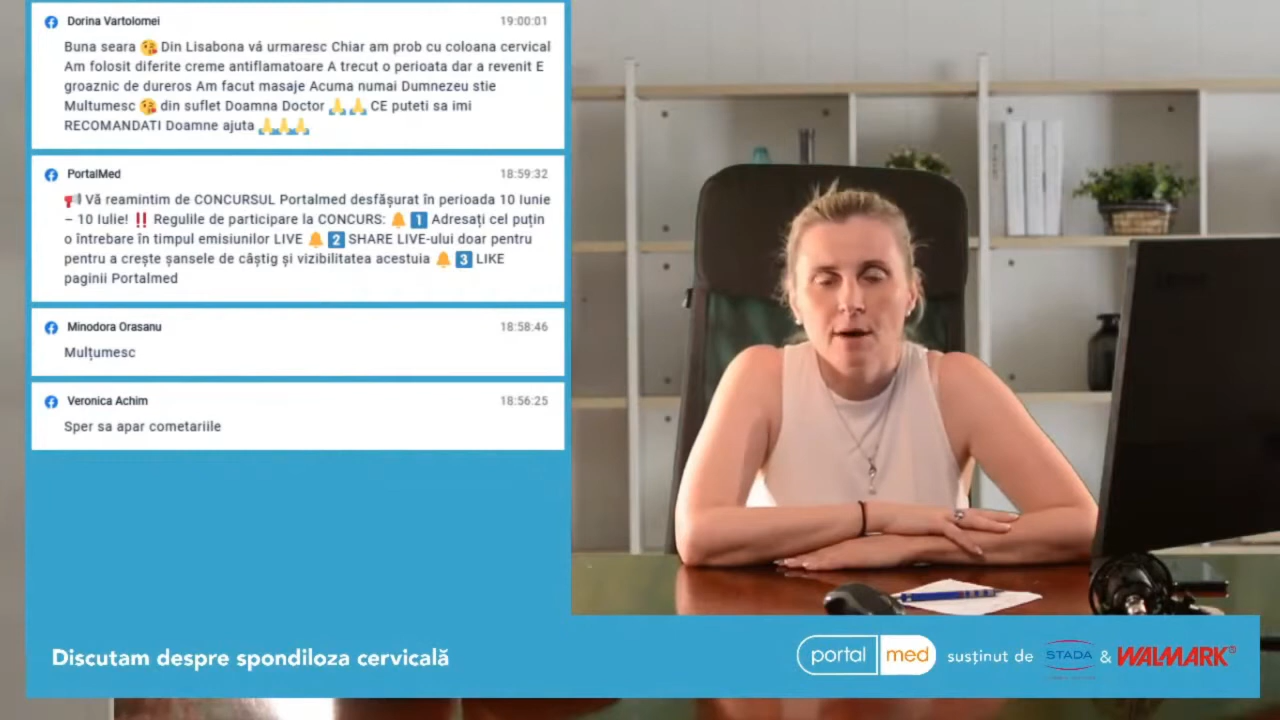 Dorina Vartolomei 19:00:01
Buna seara 😘 Din Lisabona vá urmaresc Chiar am prob cu coloana cervical
Am folosit diferite creme antiflamatoare A trecut o perioata dar a revenit E
groaznic de dureros Am facut masaje Acuma numai Dumnezeu stie
Multumesc 😘 din suflet Doamna Doctor 🙏 🙏 CE puteti sa imi
RECOMANDATI Doamne ajuta 🙏🙏🙏
PortalMed 18:59:32
📢 Vă reamintim de CONCURSUL Portalmed desfășurat în perioada 10 Iunie
– 10 Iulie! ‼️ Regulile de participare la CONCURS: 🔔 1️⃣ Adresați cel puțin
o întrebare în timpul emisiunilor LIVE 🔔 2️⃣ SHARE LIVE-ului doar pentru
pentru a crește șansele de câștig și vizibilitatea acestuia 🔔 3️⃣ LIKE
paginii Portalmed
Minodora Orasanu 18:58:46
Mulțumesc
Veronica Achim 18:56:25
Sper sa apar cometariile
Discutam despre spondiloza cervicală
portal med susținut de STADA & WALMARK®